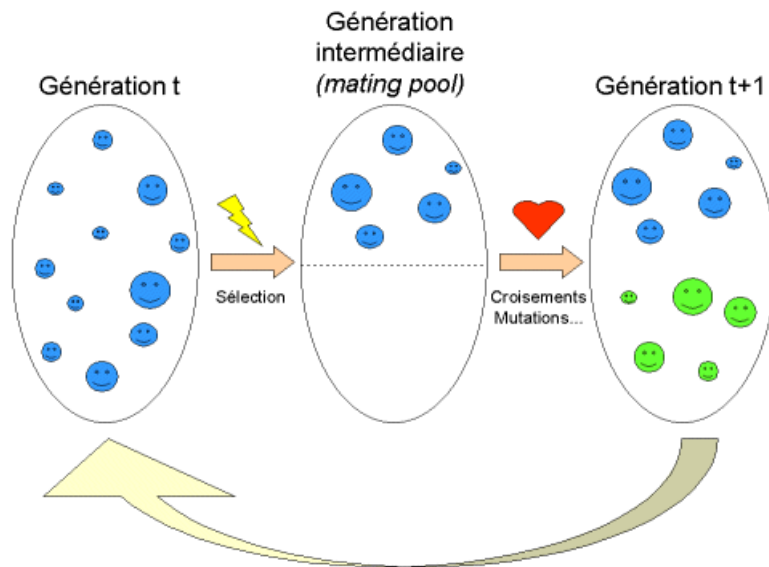 Génération t
Génération
intermédiaire
(mating pool)
Génération t+1
Sélection
Croisements
Mutations...